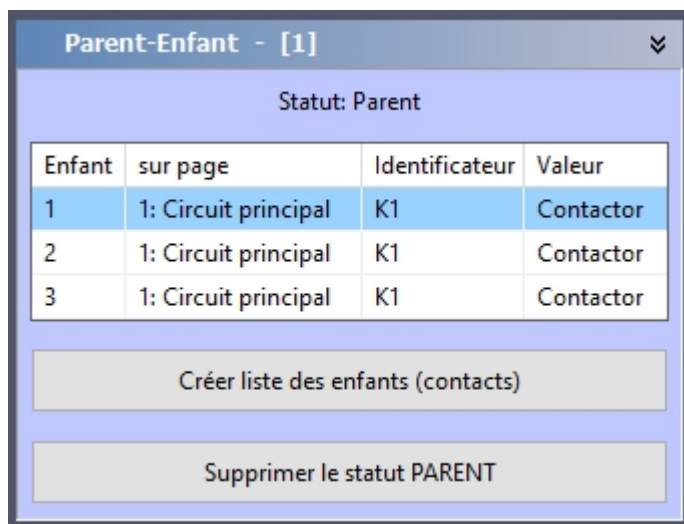 Parent-Enfant - [1]
Statut: Parent
Enfant sur page Identificateur Valeur
1 1: Circuit principal K1 Contactor
2 1: Circuit principal K1 Contactor
3 1: Circuit principal K1 Contactor
Créer liste des enfants (contacts)
Supprimer le statut PARENT